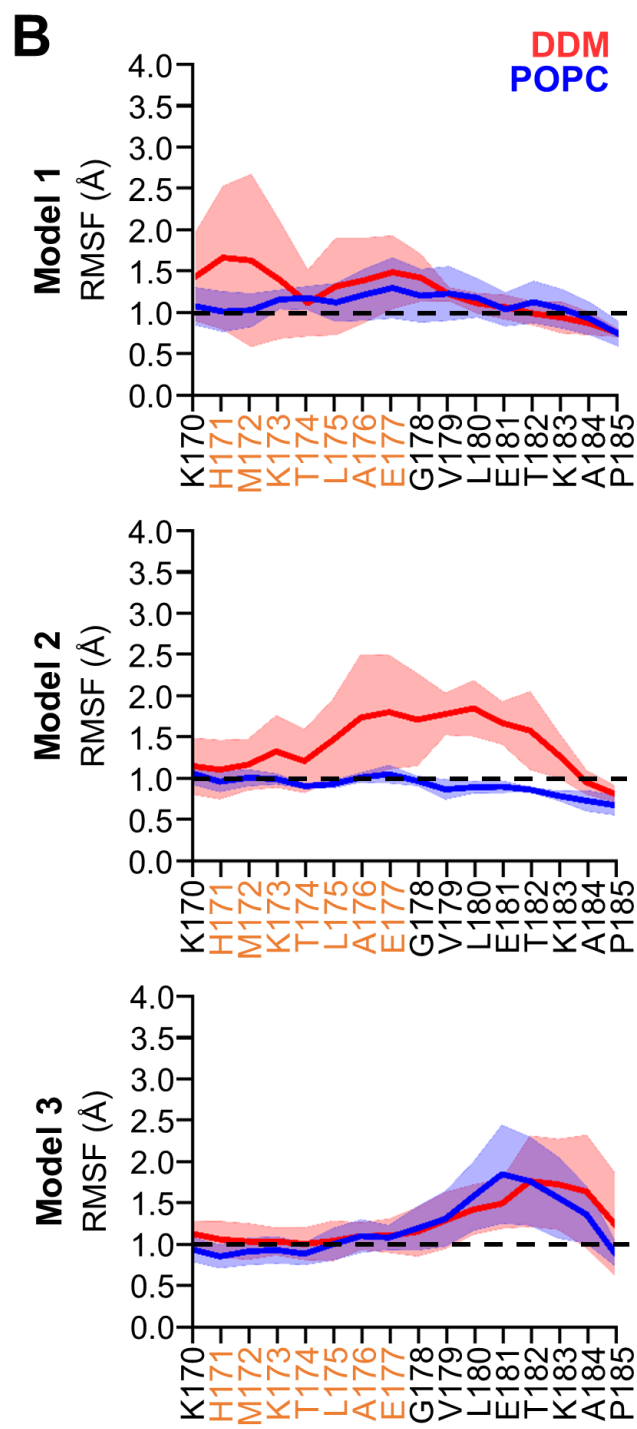 B
DDM
POPC
Model 1
RMSF (Å)
4.0
3.5
3.0
2.5
2.0
1.5
1.0
0.5
0.0
K170
H171
M172
K173
T174
L175
A176
E177
G178
V179
L180
E181
T182
K183
A184
P185
Model 2
RMSF (Å)
4.0
3.5
3.0
2.5
2.0
1.5
1.0
0.5
0.0
K170
H171
M172
K173
T174
L175
A176
E177
G178
V179
L180
E181
T182
K183
A184
P185
Model 3
RMSF (Å)
4.0
3.5
3.0
2.5
2.0
1.5
1.0
0.5
0.0
K170
H171
M172
K173
T174
L175
A176
E177
G178
V179
L180
E181
T182
K183
A184
P185